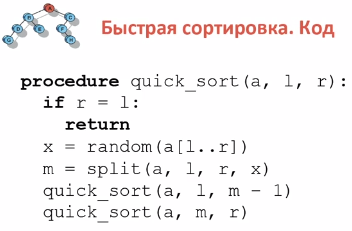 Быстрая сортировка. Код
procedure quick_sort(a, l, r):
if r = l:
return
x = random(a[l..r])
m = split(a, l, r, x)
quick_sort(a, l, m - 1)
quick_sort(a, m, r)